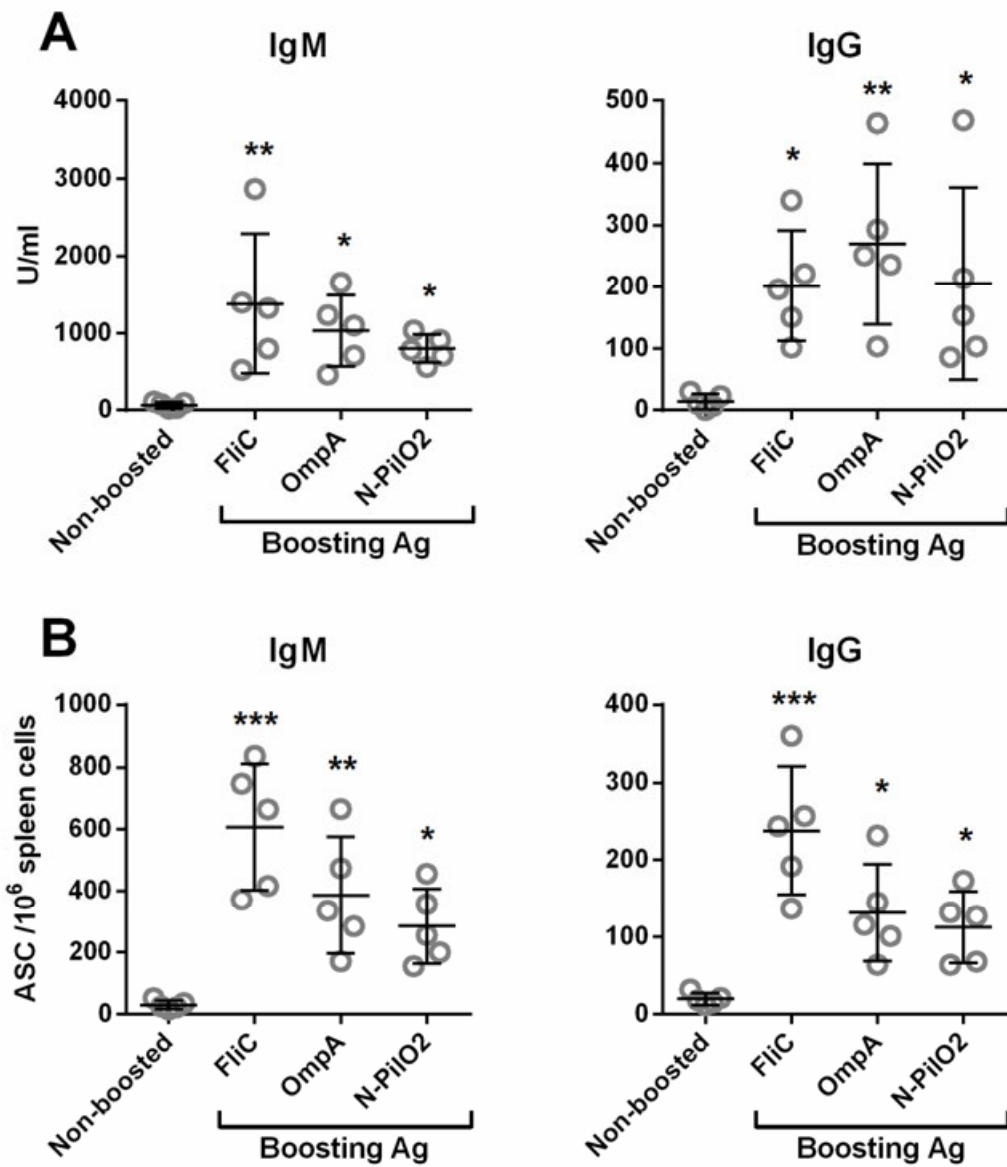 A
IgM
IgG
U/ml
4000
3000
2000
1000
0
**
*
*
Non-boosted
FliC
OmpA
N-PilO2
Boosting Ag
500
400
300
200
100
0
*
**
*
Non-boosted
FliC
OmpA
N-PilO2
Boosting Ag
B
IgM
IgG
ASC /10⁶ spleen cells
1000
800
600
400
200
0
***
**
*
Non-boosted
FliC
OmpA
N-PilO2
Boosting Ag
400
300
200
100
0
***
*
*
Non-boosted
FliC
OmpA
N-PilO2
Boosting Ag